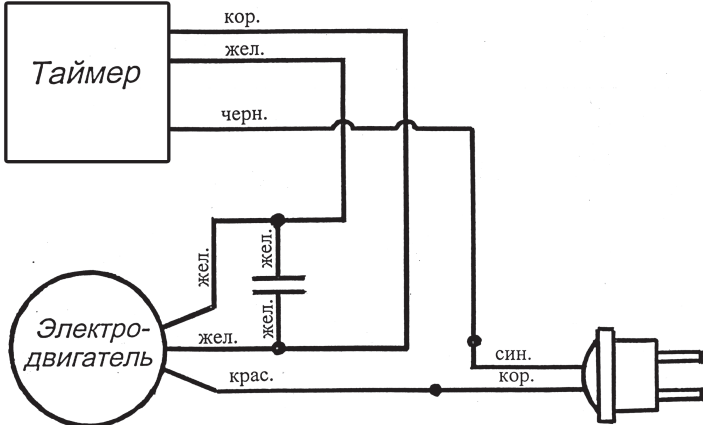 кор.
жел.
Таймер
черн.
жел.
жел.
жел.
Электро-
двигатель
жел.
син.
крас.
кор.